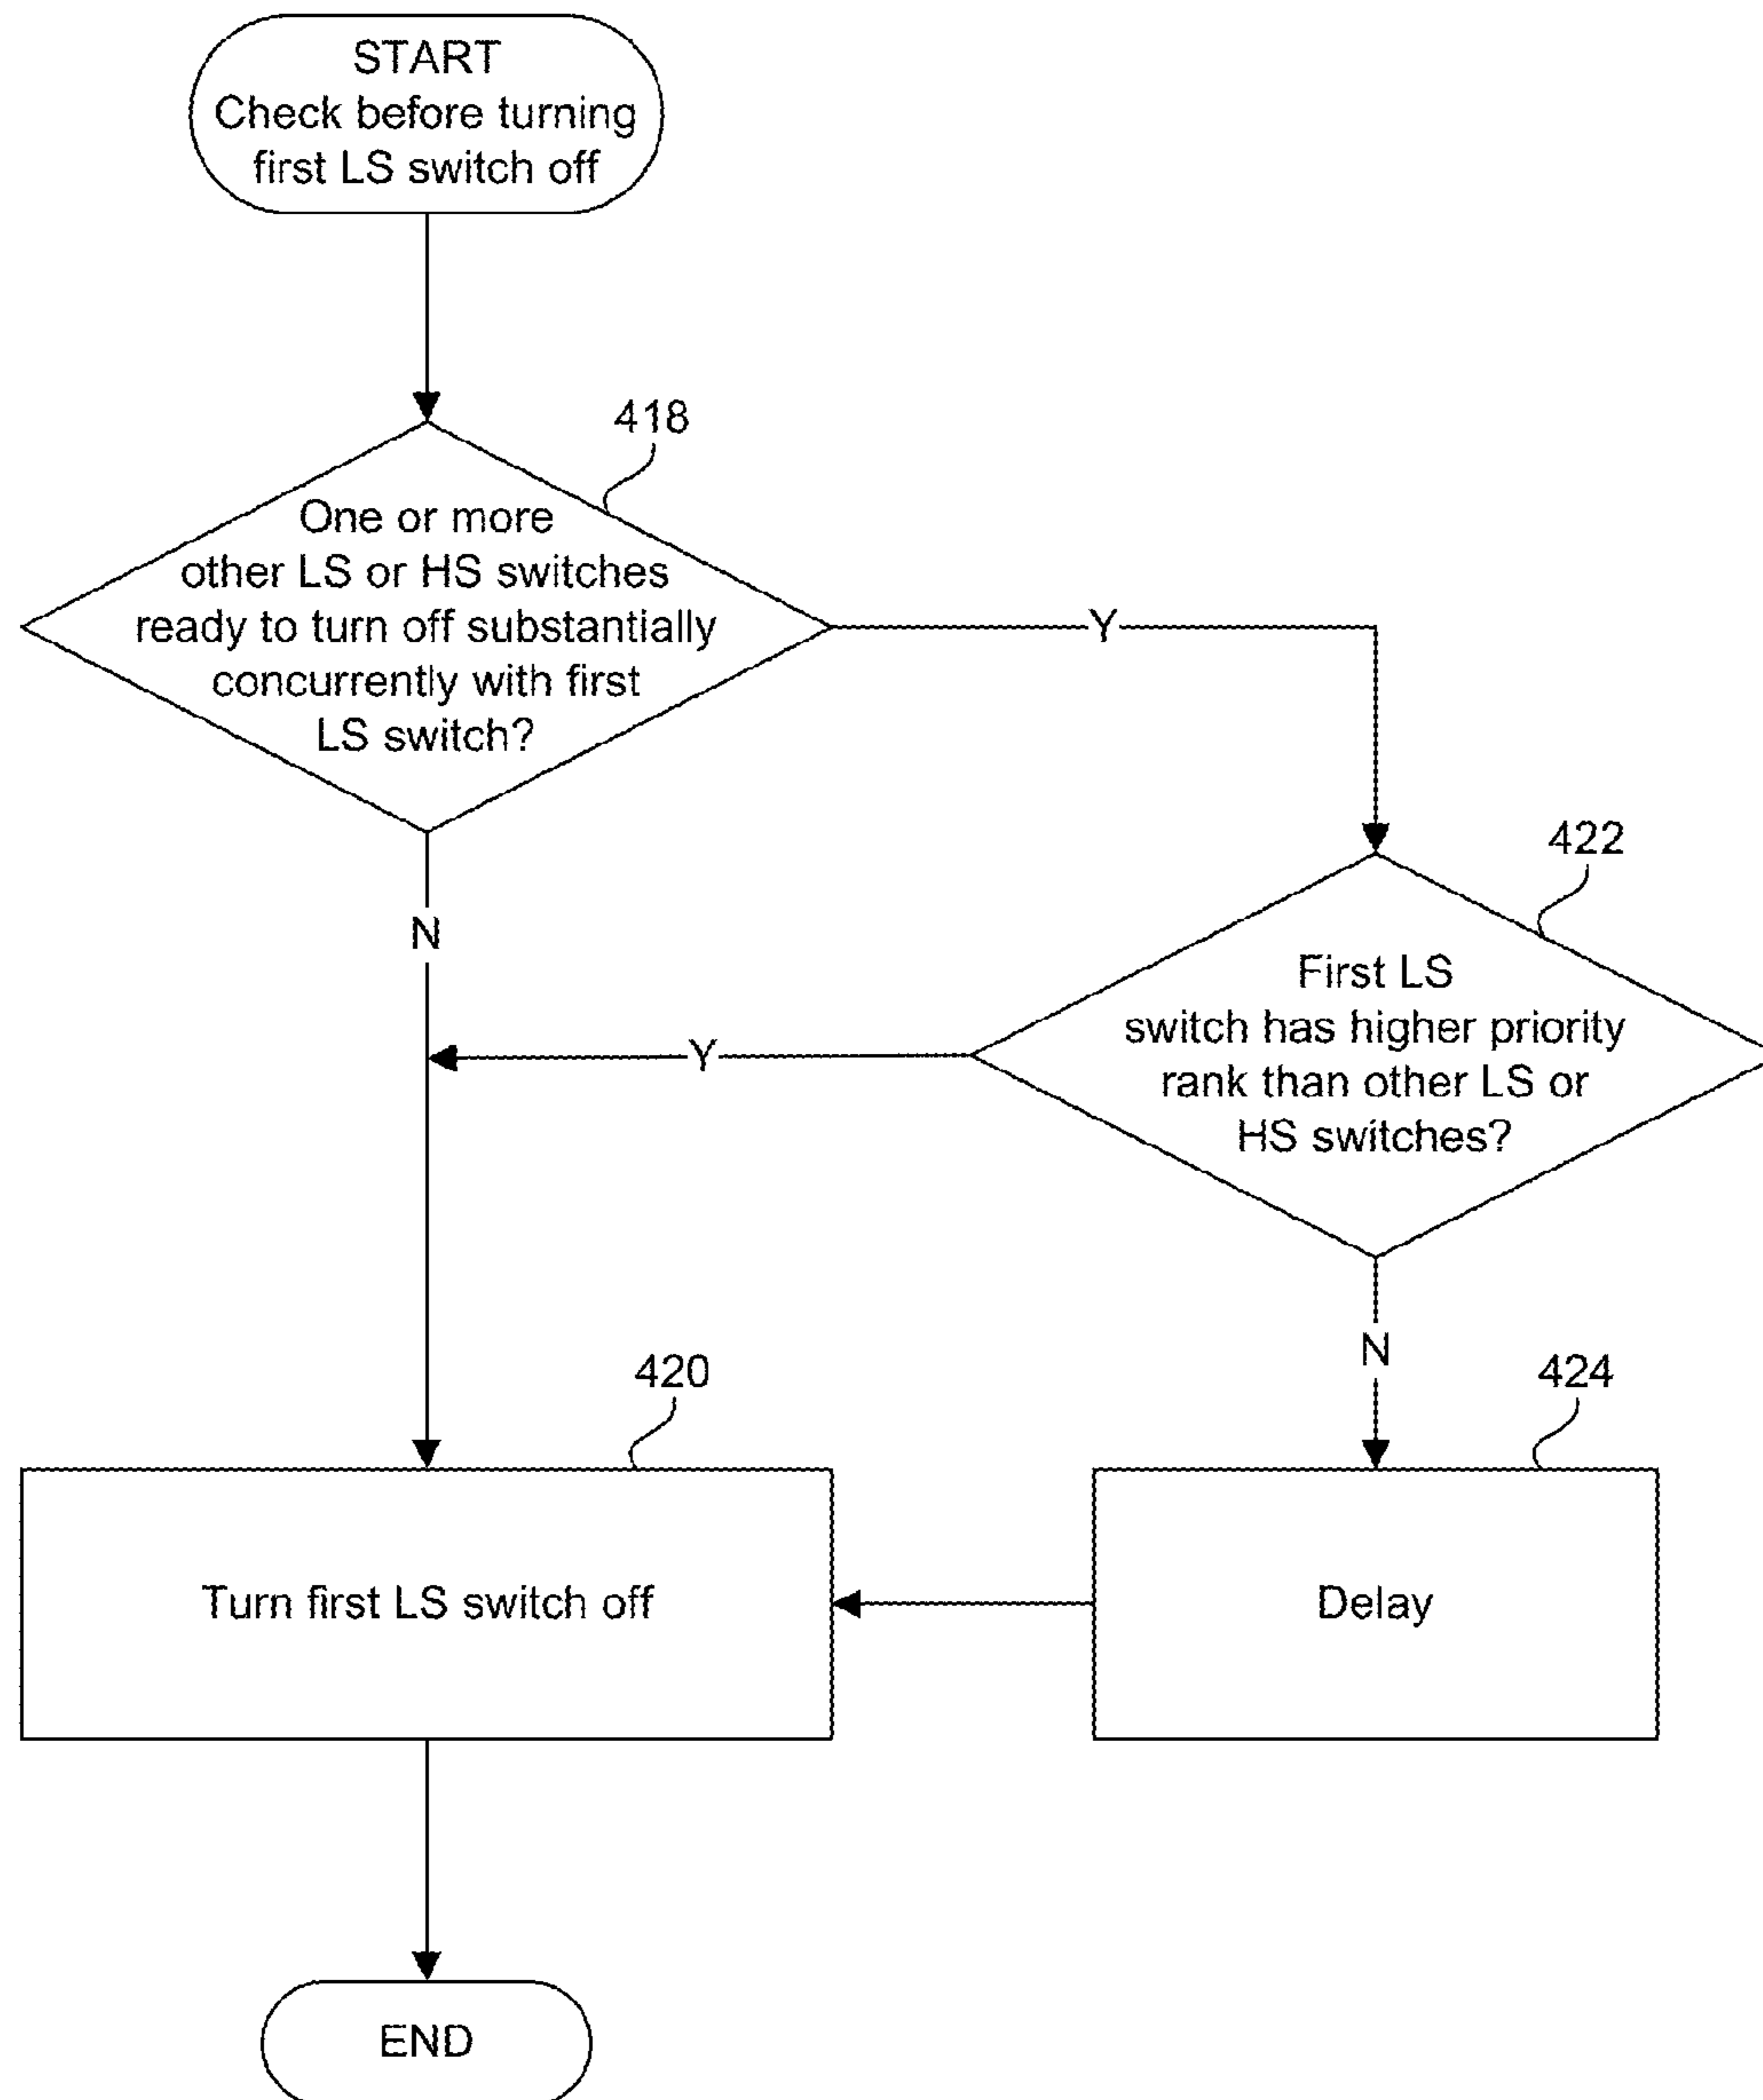 START
Check before turning
first LS switch off
418
One or more
other LS or HS switches
ready to turn off substantially
concurrently with first
LS switch?
Y
422
N
First LS
switch has higher priority
rank than other LS or
HS switches?
Y
N
420
424
Turn first LS switch off
Delay
END